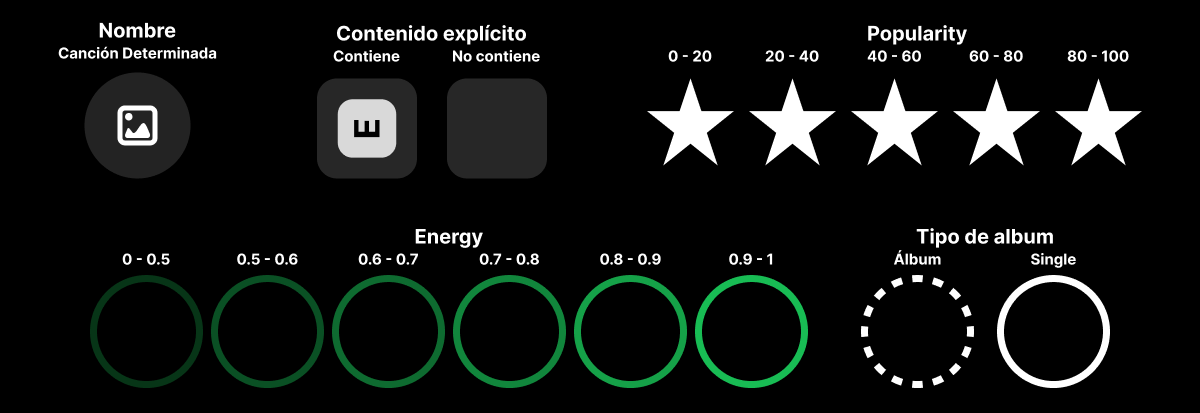 Nombre
Canción Determinada
Contenido explícito
Contiene
No contiene
E
Popularity
0 - 20
20 - 40
40 - 60
60 - 80
80 - 100
Energy
0 - 0.5
0.5 - 0.6
0.6 - 0.7
0.7 - 0.8
0.8 - 0.9
0.9 - 1
Tipo de album
Álbum
Single